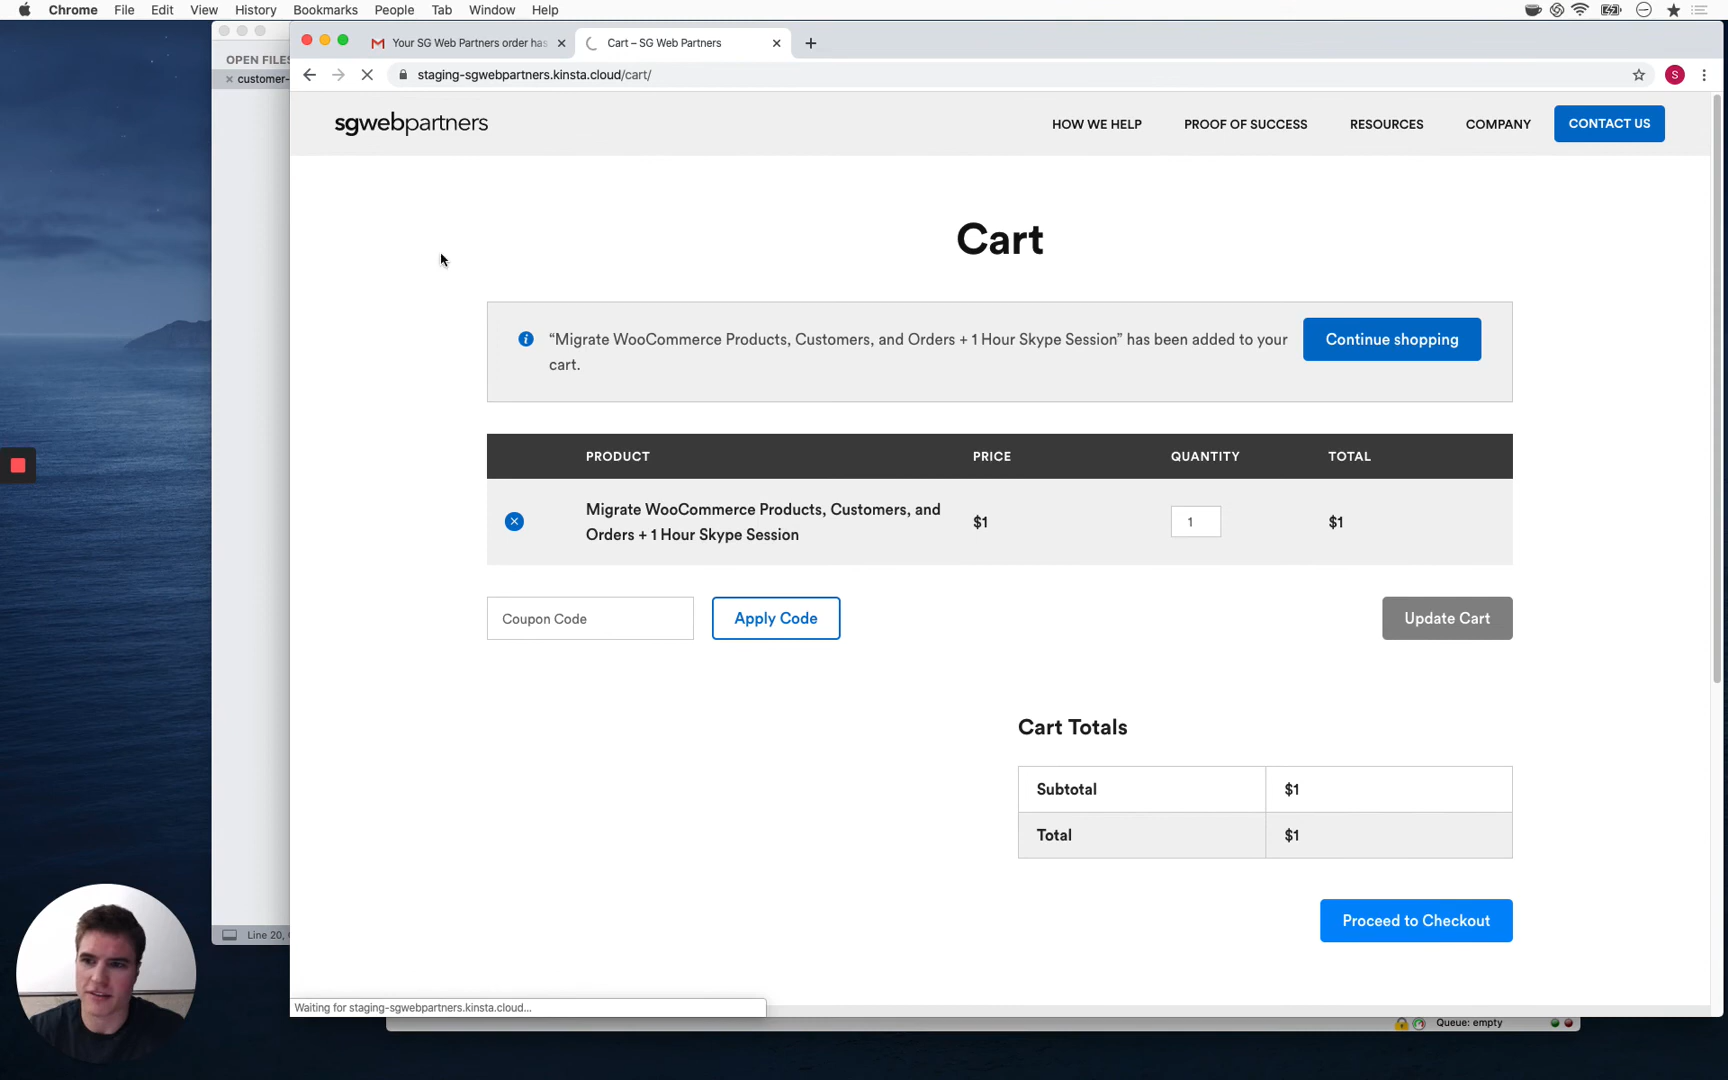 Chrome File Edit View History Bookmarks People Tab Window Help
OPEN FILES
customer-
Your SG Web Partners order has
Cart – SG Web Partners
staging-sgwebpartners.kinsta.cloud/cart/
S
sgwebpartners
HOW WE HELP PROOF OF SUCCESS RESOURCES COMPANY CONTACT US
Cart
“Migrate WooCommerce Products, Customers, and Orders + 1 Hour Skype Session” has been added to your
cart.
Continue shopping
PRODUCT PRICE QUANTITY TOTAL
Migrate WooCommerce Products, Customers, and
Orders + 1 Hour Skype Session
$1 1 $1
Coupon Code Apply Code Update Cart
Cart Totals
Subtotal $1
Total $1
Proceed to Checkout
Line 20,
Waiting for staging-sgwebpartners.kinsta.cloud...
Queue: empty